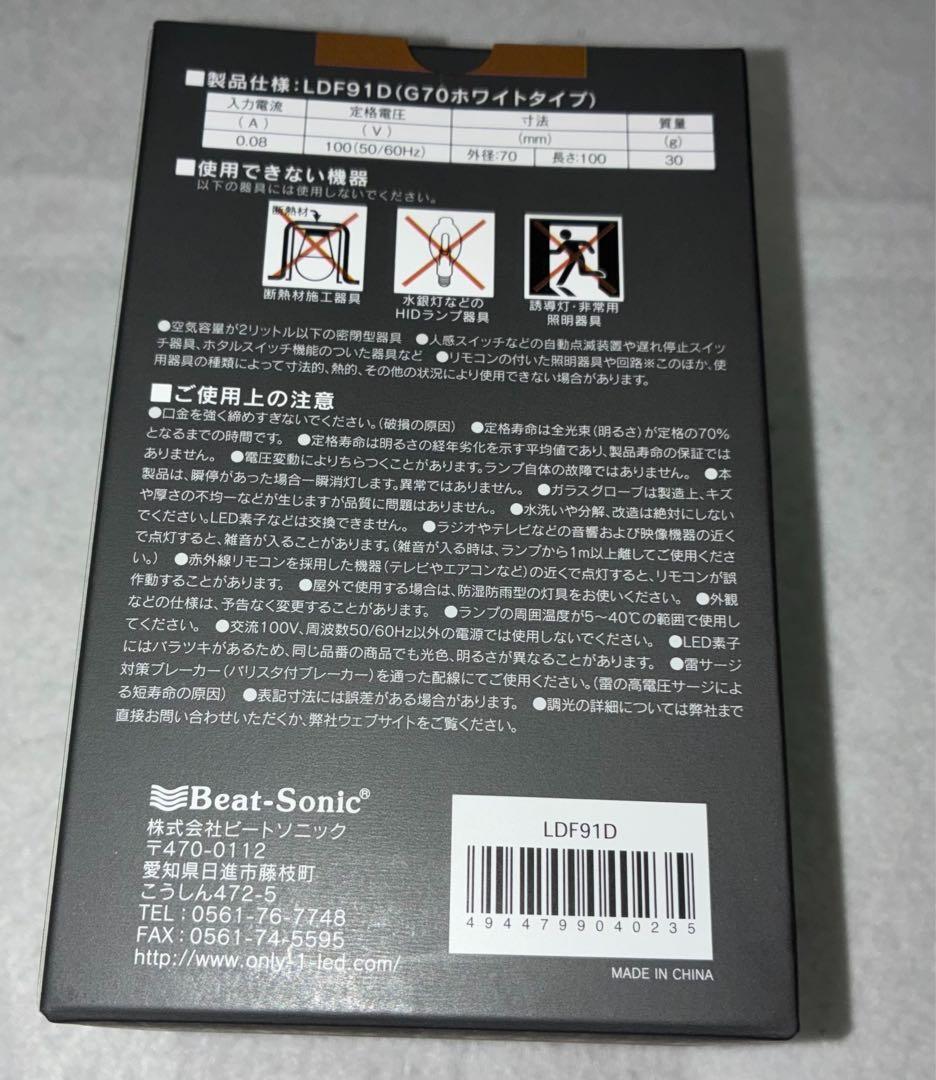 ■製品仕様：LDF91D(G70ホワイトタイプ)
入力電流 定格電圧 寸法 質量
(A) (V) (mm) (g)
0.08 100(50/60Hz) 外径:70 長さ:100 30
■使用できない機器
以下の器具には使用しないでください。
断熱材
断熱材施工器具
水銀灯などの
HIDランプ器具
誘導灯・非常用
照明器具
●空気容量が2リットル以下の密閉型器具 ●人感スイッチなどの自動点滅装置や遅れ停止スイッ
チ器具、ホタルスイッチ機能のついた器具など ●リモコンの付いた照明器具や回路※このほか、使
用器具の種類によって寸法的、熱的、その他の状況により使用できない場合があります。
■ご使用上の注意
●口金を強く締めすぎないでください。(破損の原因) ●定格寿命は全光束(明るさ)が定格の70%
となるまでの時間です。 ●定格寿命は明るさの経年劣化を示す平均値であり、製品寿命の保証では
ありません。 ●電圧変動によりちらつくことがあります。ランプ自体の故障ではありません。 ●本
製品は、瞬停があった場合一瞬消灯します。異常ではありません。 ●ガラスグローブは製造上、キズ
や厚さの不均一などが生じますが品質に問題はありません。 ●水洗いや分解、改造は絶対にしない
でください。LED素子などは交換できません。 ●ラジオやテレビなどの音響および映像機器の近く
で点灯すると、雑音が入ることがあります。(雑音が入る時は、ランプから1m以上離してご使用くださ
い。) ●赤外線リモコンを採用した機器(テレビやエアコンなど)の近くで点灯すると、リモコンが誤
作動することがあります。 ●屋外で使用する場合は、防湿防雨型の灯具をお使いください。 ●外観
などの仕様は、予告なく変更することがあります。 ●ランプの周囲温度が5～40℃の範囲で使用し
てください。 ●交流100V、周波数50/60Hz以外の電源では使用しないでください。 ●LED素子
にはバラツキがあるため、同じ品番の商品でも光色、明るさが異なることがあります。 ●雷サージ
対策ブレーカー(バリスタ付ブレーカー)を通った配線にてご使用ください。(雷の高電圧サージによ
る短寿命の原因) ●表記寸法には誤差がある場合があります。 ●調光の詳細については弊社まで
直接お問い合わせいただくか、弊社ウェブサイトをご覧ください。
Beat-Sonic®
株式会社ビートソニック
〒470-0112
愛知県日進市藤枝町
こうしん472-5
TEL：0561-76-7748
FAX：0561-74-5595
http://www.only-1-led.com/
LDF91D
4944799040235
MADE IN CHINA